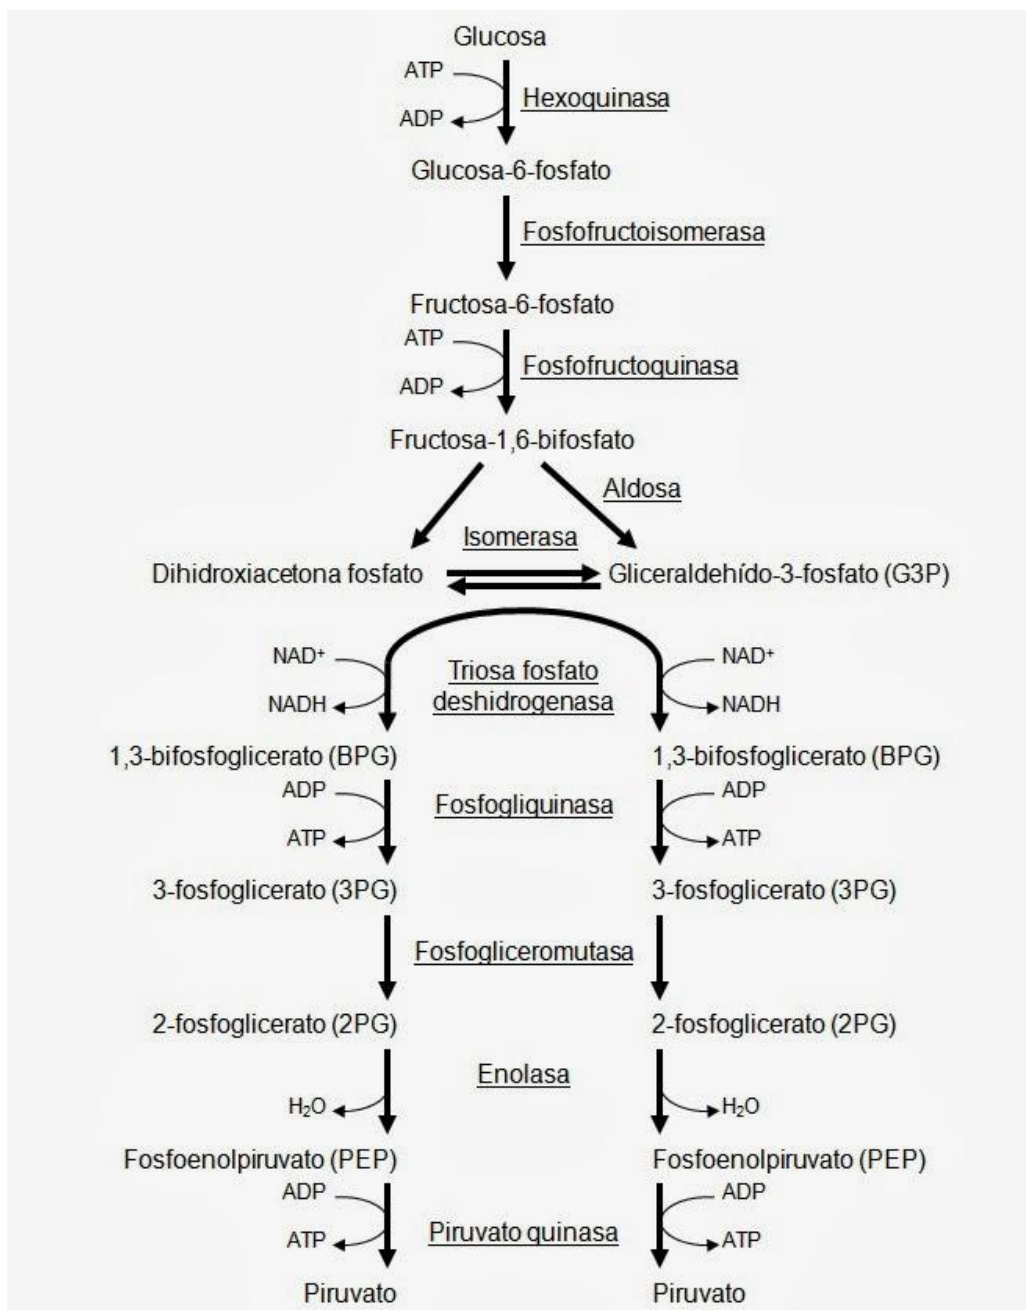 Glucosa
ATP
Hexoquinasa
ADP
Glucosa-6-fosfato
Fosfofructoisomerasa
Fructosa-6-fosfato
ATP
Fosfofructoquinasa
ADP
Fructosa-1,6-bifosfato
Aldosa
Isomerasa
Dihidroxiacetona fosfato
Gliceraldehído-3-fosfato (G3P)
NAD+
Triosa fosfato
deshidrogenasa
NAD+
NADH
NADH
1,3-bifosfoglicerato (BPG)
1,3-bifosfoglicerato (BPG)
ADP
Fosfogliquinasa
ADP
ATP
ATP
3-fosfoglicerato (3PG)
3-fosfoglicerato (3PG)
Fosfogliceromutasa
2-fosfoglicerato (2PG)
2-fosfoglicerato (2PG)
Enolasa
H2O
H2O
Fosfoenolpiruvato (PEP)
Fosfoenolpiruvato (PEP)
ADP
Piruvato quinasa
ADP
ATP
ATP
Piruvato
Piruvato